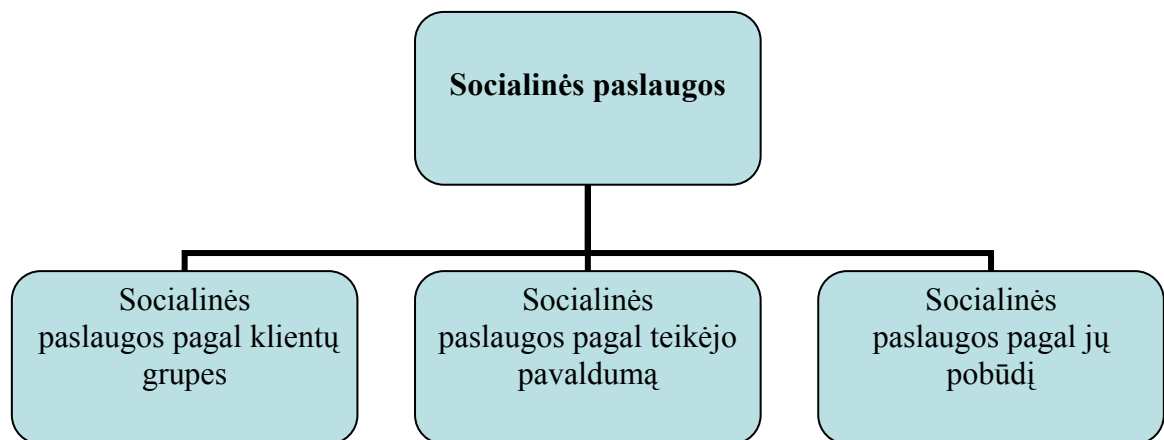 Socialinės paslaugos
Socialinės
paslaugos pagal klientų
grupes
Socialinės
paslaugos pagal teikėjo
pavaldumą
Socialinės
paslaugos pagal jų
pobūdį